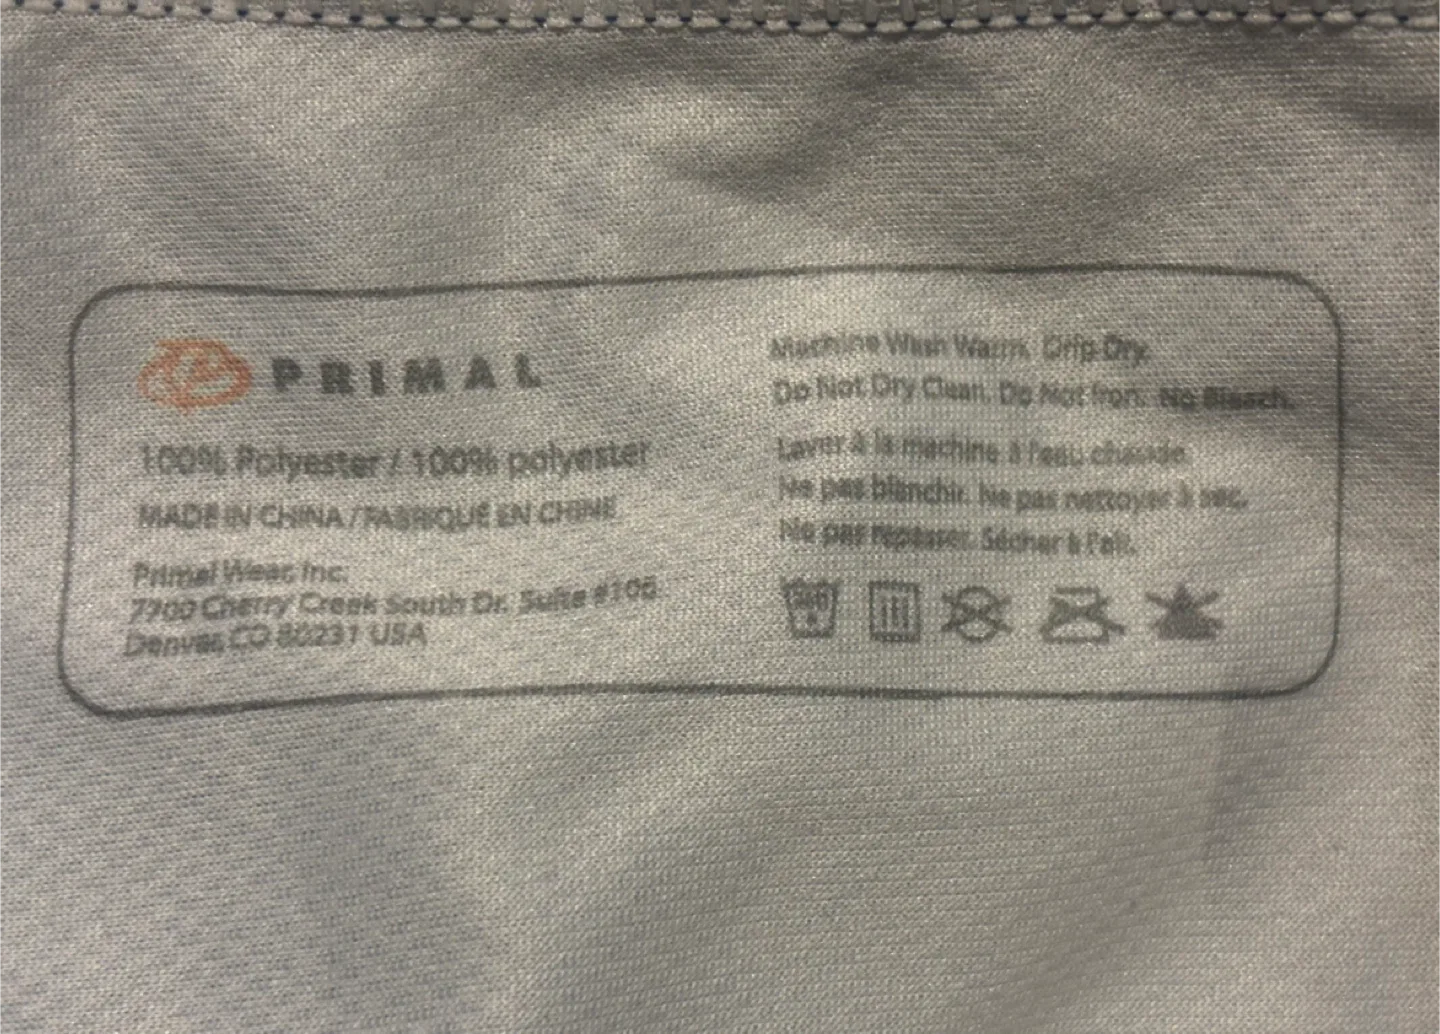 PRIMAL
100% Polyester / 100% polyester
MADE IN CHINA / FABRIQUÉ EN CHINE
Primal Wear, Inc.
7700 Cherry Creek South Dr. Suite #106
Denver, CO 80231 USA
Machine Wash Warm. Drip Dry.
Do Not Dry Clean. Do Not Iron. No Bleach.
Laver à la machine à l'eau chaude.
Ne pas blanchir. Ne pas nettoyer à sec.
Ne pas repasser. Sécher à l'air.